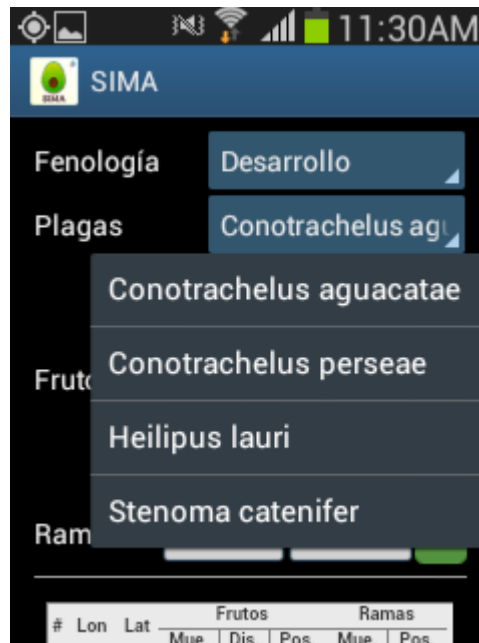 11:30AM
SIMA
SIMA
Fenología Desarrollo
Plagas Conotrachelus agu
Conotrachelus aguacatae
Conotrachelus perseae
Fruto
Heilipus lauri
Stenoma catenifer
Ram
Frutos Ramas
# Lon Lat
Mue Dis Pos Mue Pos